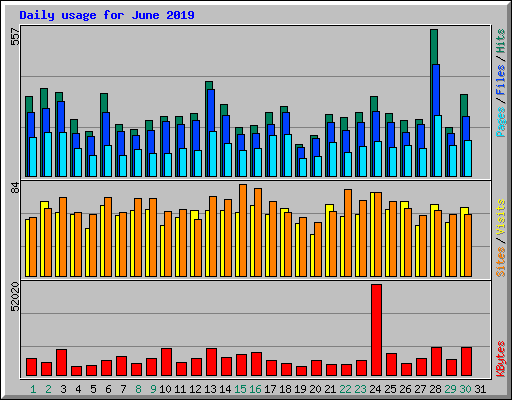 Daily usage for June 2019
557
Pages / Files / Hits
84
Sites / Visits
52020
KBytes
1 2 3 4 5 6 7 8 9 10 11 12 13 14 15 16 17 18 19 20 21 22 23 24 25 26 27 28 29 30 31